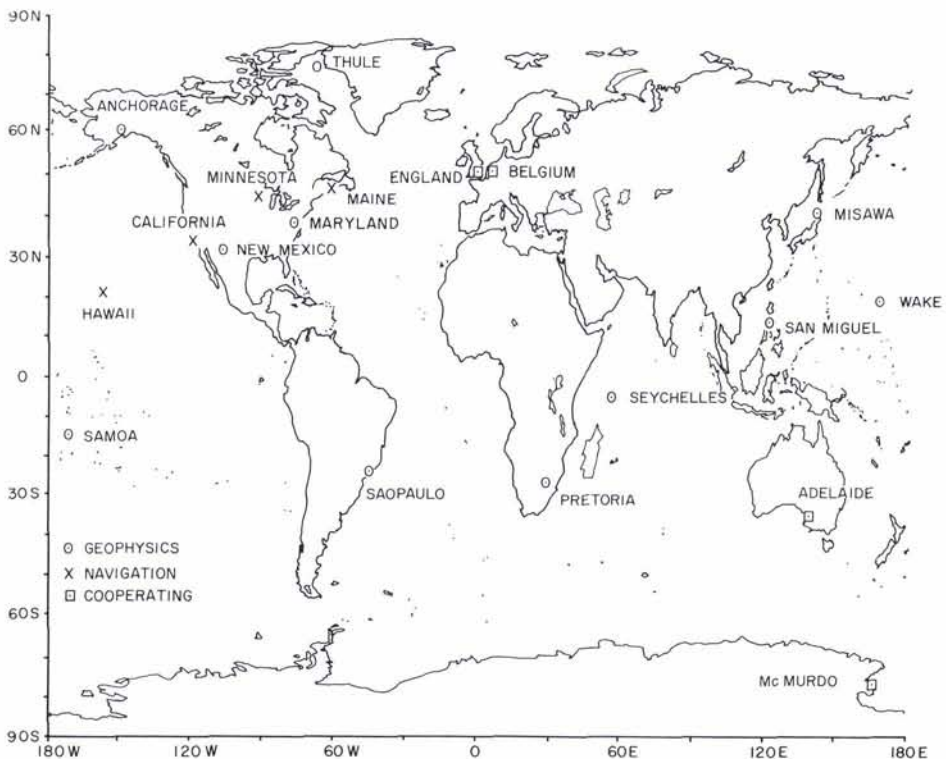 90N
THULE
ANCHORAGE
60N
MINNESOTA
ENGLAND
BELGIUM
MAINE
CALIFORNIA
MARYLAND
MISAWA
NEW MEXICO
30N
HAWAII
WAKE
SAN MIGUEL
0
SEYCHELLES
SAMOA
SAOPAULO
PRETORIA
ADELAIDE
30S
GEOPHYSICS
NAVIGATION
COOPERATING
60S
Mc MURDO
90S
180W
120W
60W
0
60E
120E
180E